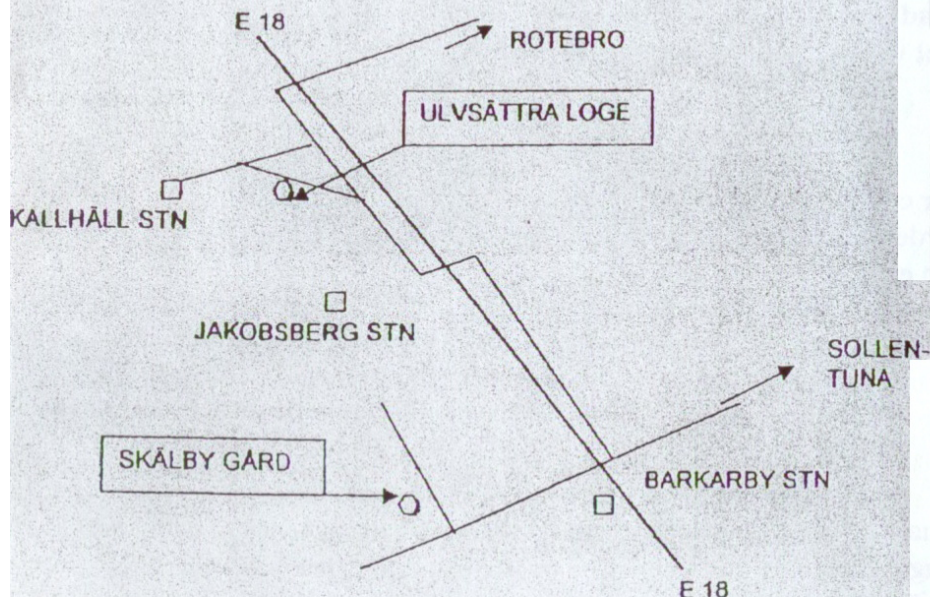 E 18
ROTEBRO
ULVSÄTTRA LOGE
KALLHÄLL STN
JAKOBSBERG STN
SOLLEN-
TUNA
SKÄLBY GÅRD
BARKARBY STN
E 18